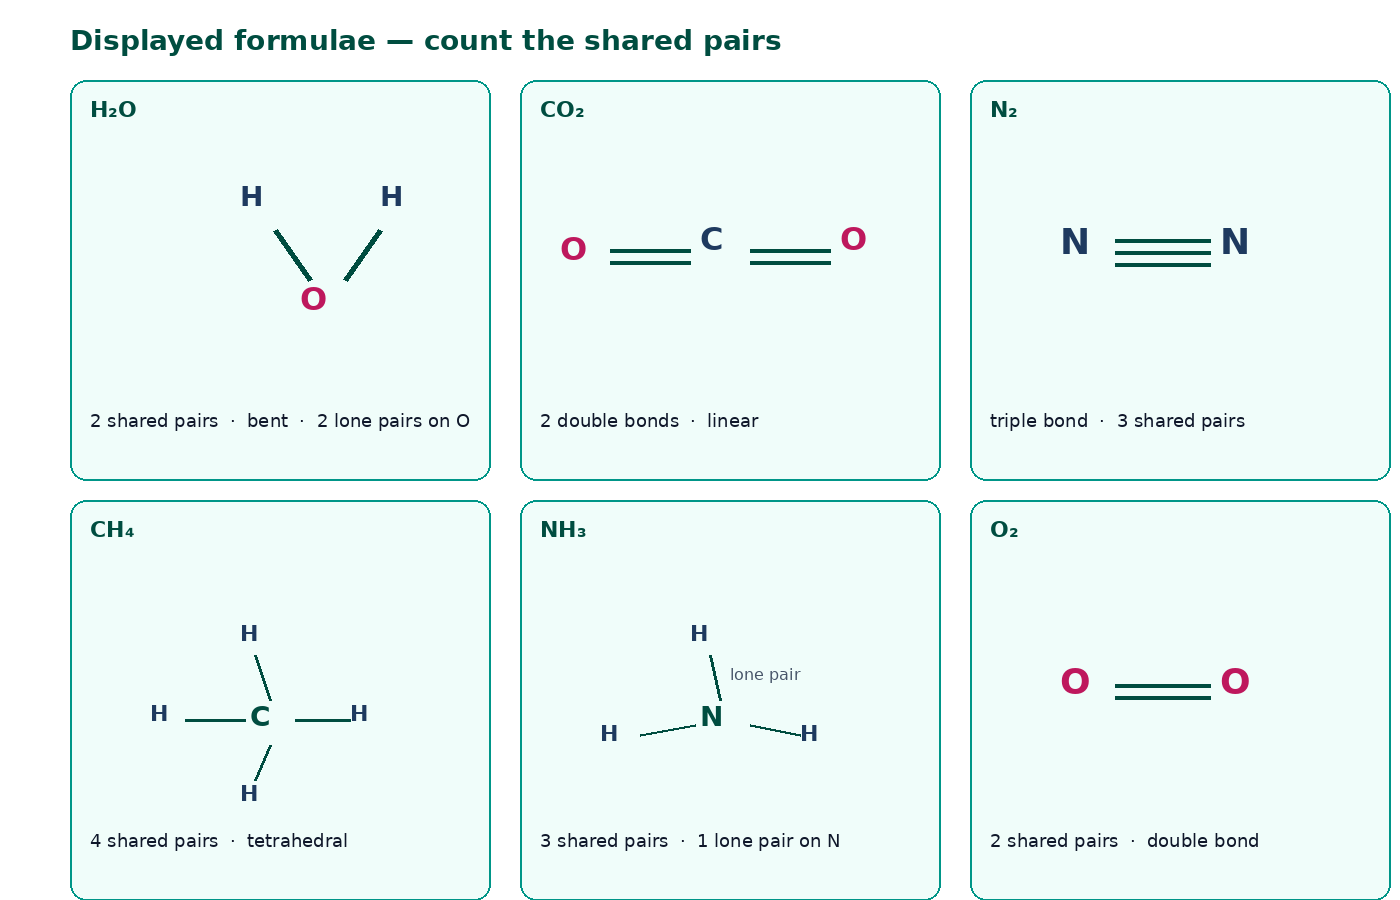 Displayed formulae — count the shared pairs
H₂O
H H
O
2 shared pairs · bent · 2 lone pairs on O
CO₂
O C O
2 double bonds · linear
N₂
N N
triple bond · 3 shared pairs
CH₄
H
H C H
H
4 shared pairs · tetrahedral
NH₃
H
lone pair
N
H H
3 shared pairs · 1 lone pair on N
O₂
O O
2 shared pairs · double bond